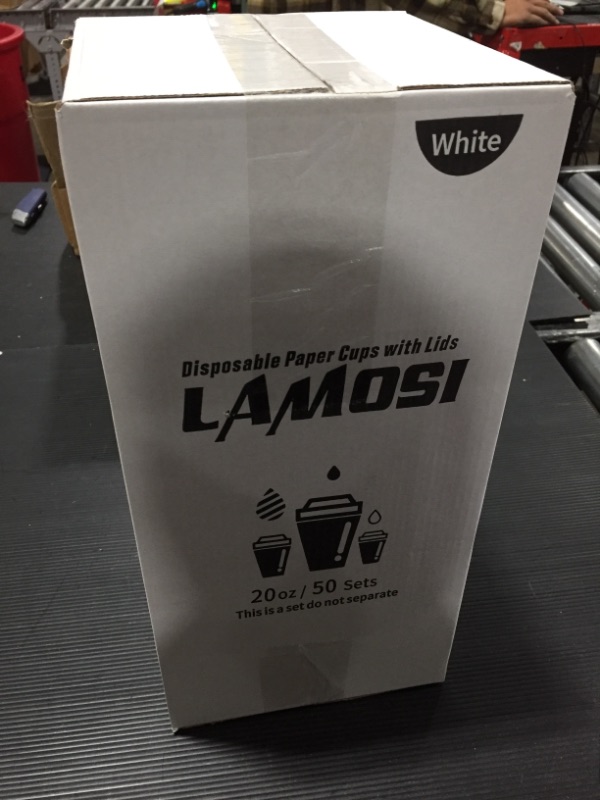 White
Disposable Paper Cups with Lids
LAMOSI
20oz/ 50 Sets
This is a set do not separate